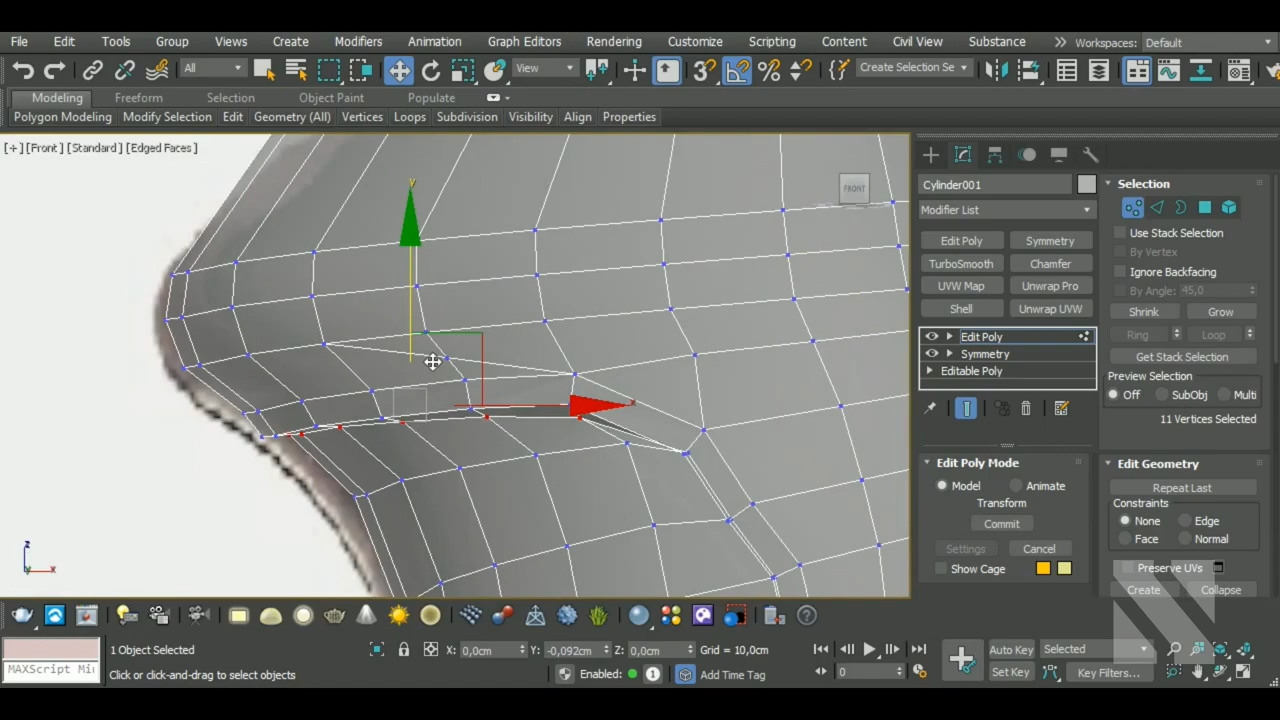 File Edit Tools Group Views Create Modifiers Animation Graph Editors Rendering Customize Scripting Content Civil View Substance Workspaces: Default
All View Create Selection Se
Modeling Freeform Selection Object Paint Populate
Polygon Modeling Modify Selection Edit Geometry (All) Vertices Loops Subdivision Visibility Align Properties
[+] [Front] [Standard] [Edged Faces]
FRONT
y
z
x
Cylinder001
Modifier List
Edit Poly Symmetry
TurboSmooth Chamfer
UVW Map Unwrap Pro
Shell Unwrap UVW
Edit Poly
Symmetry
Editable Poly
Edit Poly Mode
Model Animate
Transform
Commit
Settings Cancel
Show Cage
Selection
Use Stack Selection
By Vertex
Ignore Backfacing
By Angle: 45,0
Shrink Grow
Ring Loop
Get Stack Selection
Preview Selection
Off SubObj Multi
11 Vertices Selected
Edit Geometry
Repeat Last
Constraints
None Edge
Face Normal
Preserve UVs
Create Collapse
1 Object Selected X: 0,0cm Y: -0,092cm Z: 0,0cm Grid = 10,0cm Auto Key Selected
MAXScript Mi
Click or click-and-drag to select objects Enabled: 1 Add Time Tag 0 Set Key Key Filters...